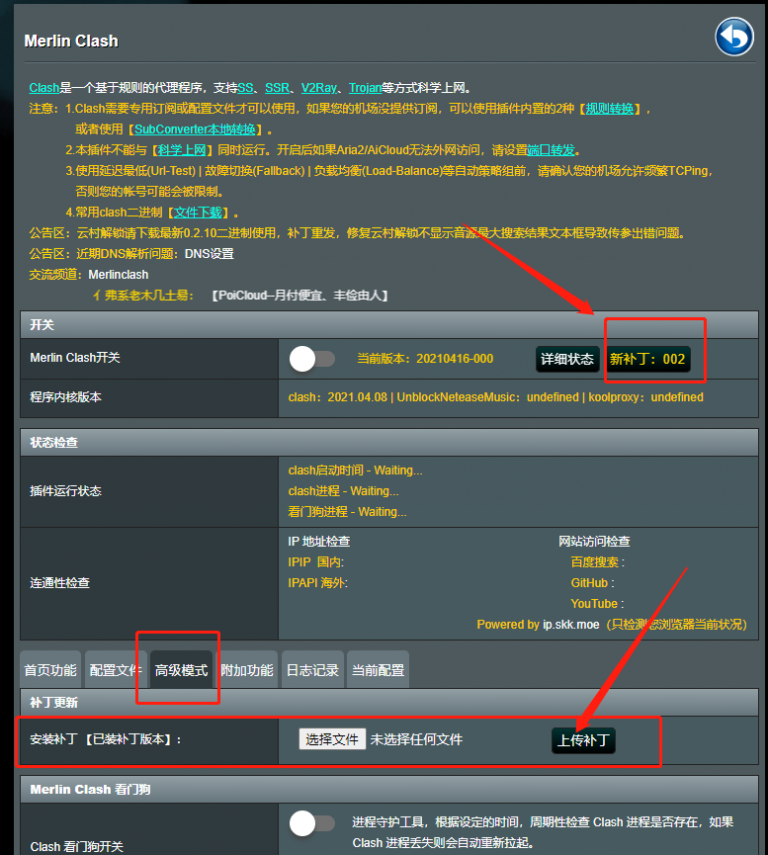 Merlin Clash
Clash是一个基于规则的代理程序，支持SS、SSR、V2Ray、Trojan等方式科学上网。
注意：1.Clash需要专用订阅或配置文件才可以使用，如果您的机场没提供订阅，可以使用插件内置的2种【规则转换】，
或者使用【SubConverter本地转换】。
2.本插件不能与【科学上网】同时运行。开启后如果Aria2/AiCloud无法外网访问，请设置端口转发。
3.使用延迟最低(Url-Test) | 故障切换(Fallback) | 负载均衡(Load-Balance)等自动策略组前，请确认您的机场允许频繁TCPing，
否则您的帐号可能会被限制。
4.常用clash二进制【文件下载】。
公告区：云村解锁请下载最新0.2.10二进制使用，补丁重发，修复云村解锁不显示音源最大搜索结果文本框导致传参出错问题。
公告区：近期DNS解析问题：DNS设置
交流频道：Merlinclash
【PoiCloud--月付便宜、丰俭由人】
开关
Merlin Clash开关 当前版本：20210416-000 详细状态 新补丁：002
程序内核版本 clash：2021.04.08 | UnblockNeteaseMusic：undefined | koolproxy：undefined
状态检查
clash启动时间 - Waiting...
插件运行状态 clash进程 - Waiting...
看门狗进程 - Waiting...
IP 地址检查 网站访问检查
IPIP 国内: 百度搜索 :
连通性检查 IPAPI 海外: GitHub :
YouTube :
Powered by ip.skk.moe（只检测您浏览器当前状况）
首页功能 配置文件 高级模式 附加功能 日志记录 当前配置
补丁更新
安装补丁【已装补丁版本】: 选择文件 未选择任何文件 上传补丁
Merlin Clash 看门狗
Clash 看门狗开关 进程守护工具，根据设定的时间，周期性检查 Clash 进程是否存在，如果
Clash 进程丢失则会自动重新拉起。